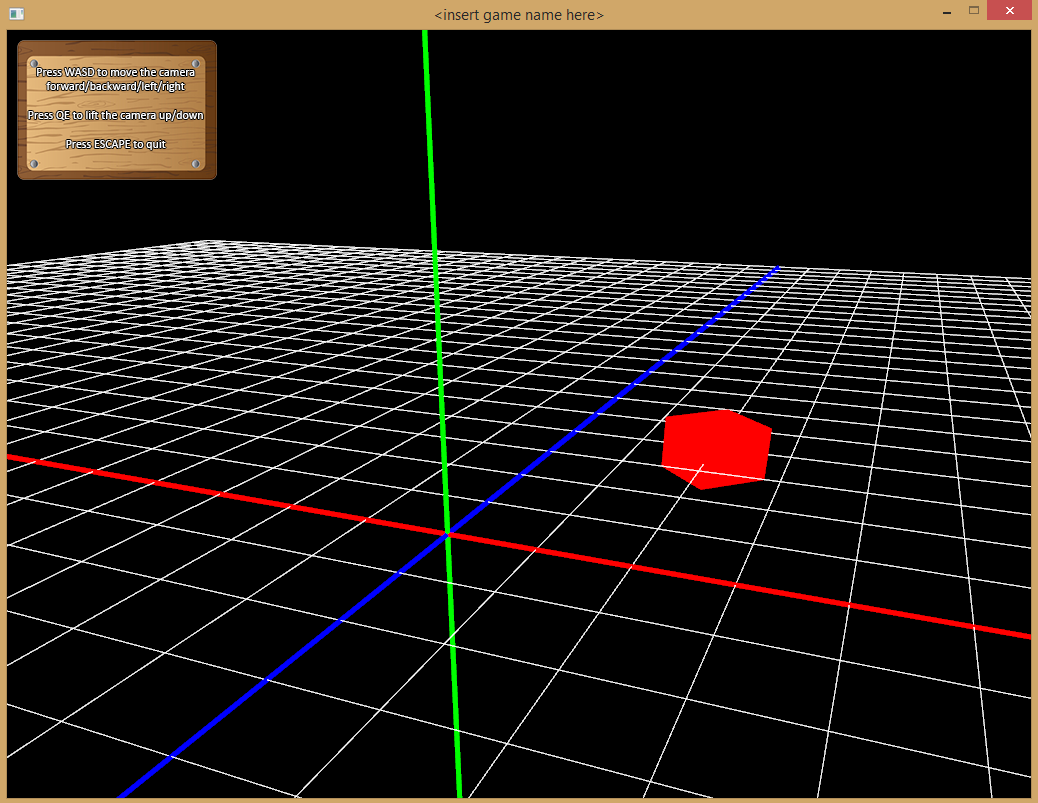 <insert game name here>
Press WASD to move the camera
forward/backward/left/right
Press QE to lift the camera up/down
Press ESCAPE to quit